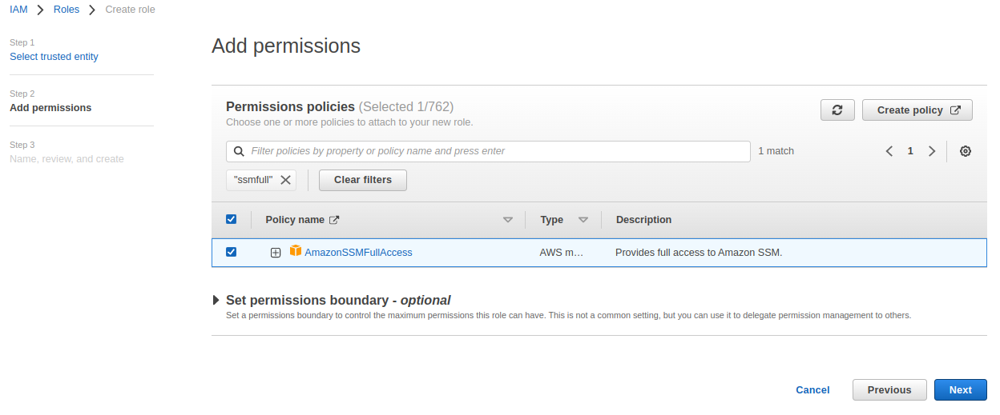 IAM > Roles > Create role
Step 1
Select trusted entity
Step 2
Add permissions
Step 3
Name, review, and create
Add permissions
Permissions policies (Selected 1/762)
Choose one or more policies to attach to your new role.
Create policy
Filter policies by property or policy name and press enter
1 match
1
"ssmfull"
Clear filters
Policy name
Type
Description
AmazonSSMFullAccess
AWS m…
Provides full access to Amazon SSM.
Set permissions boundary - optional
Set a permissions boundary to control the maximum permissions this role can have. This is not a common setting, but you can use it to delegate permission management to others.
Cancel
Previous
Next